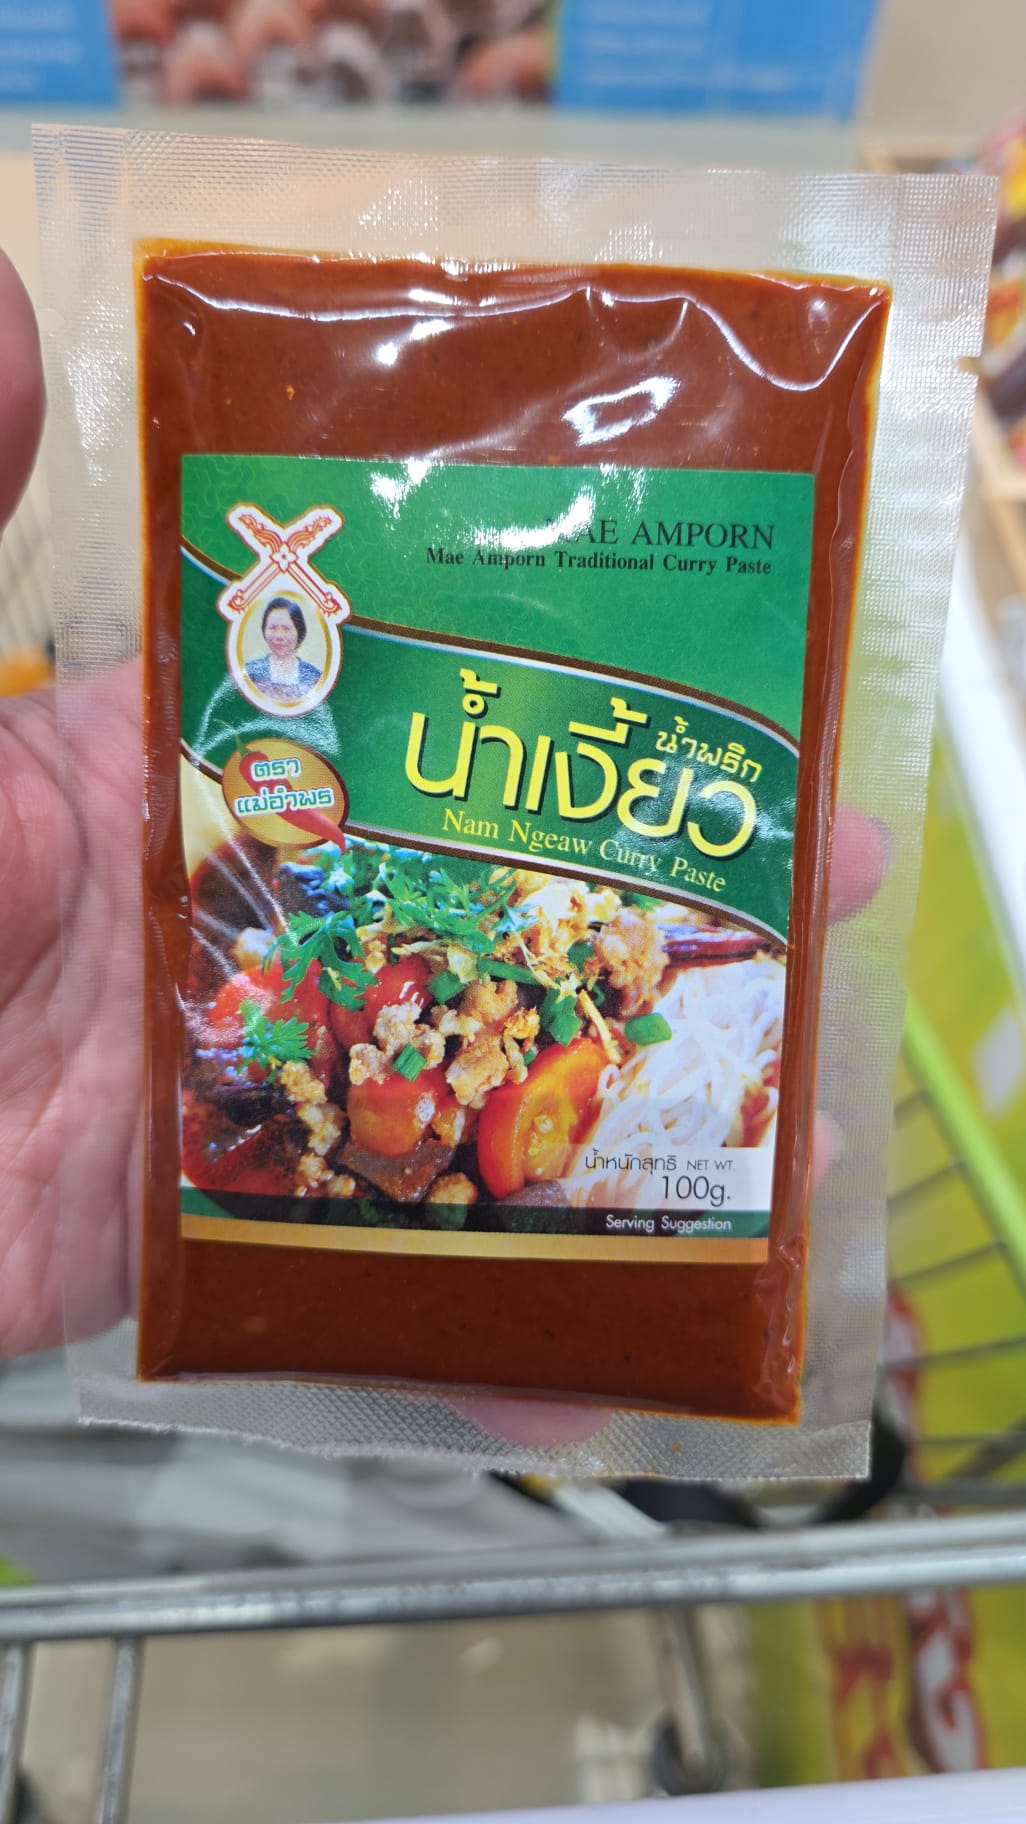 MAE AMPORN
Mae Amporn Traditional Curry Paste
น้ำพริก
น้ำเงี้ยว
Nam Ngeaw Curry Paste
ตรา
แม่อำพร
น้ำหนักสุทธิ NET WT.
100g.
Serving Suggestion